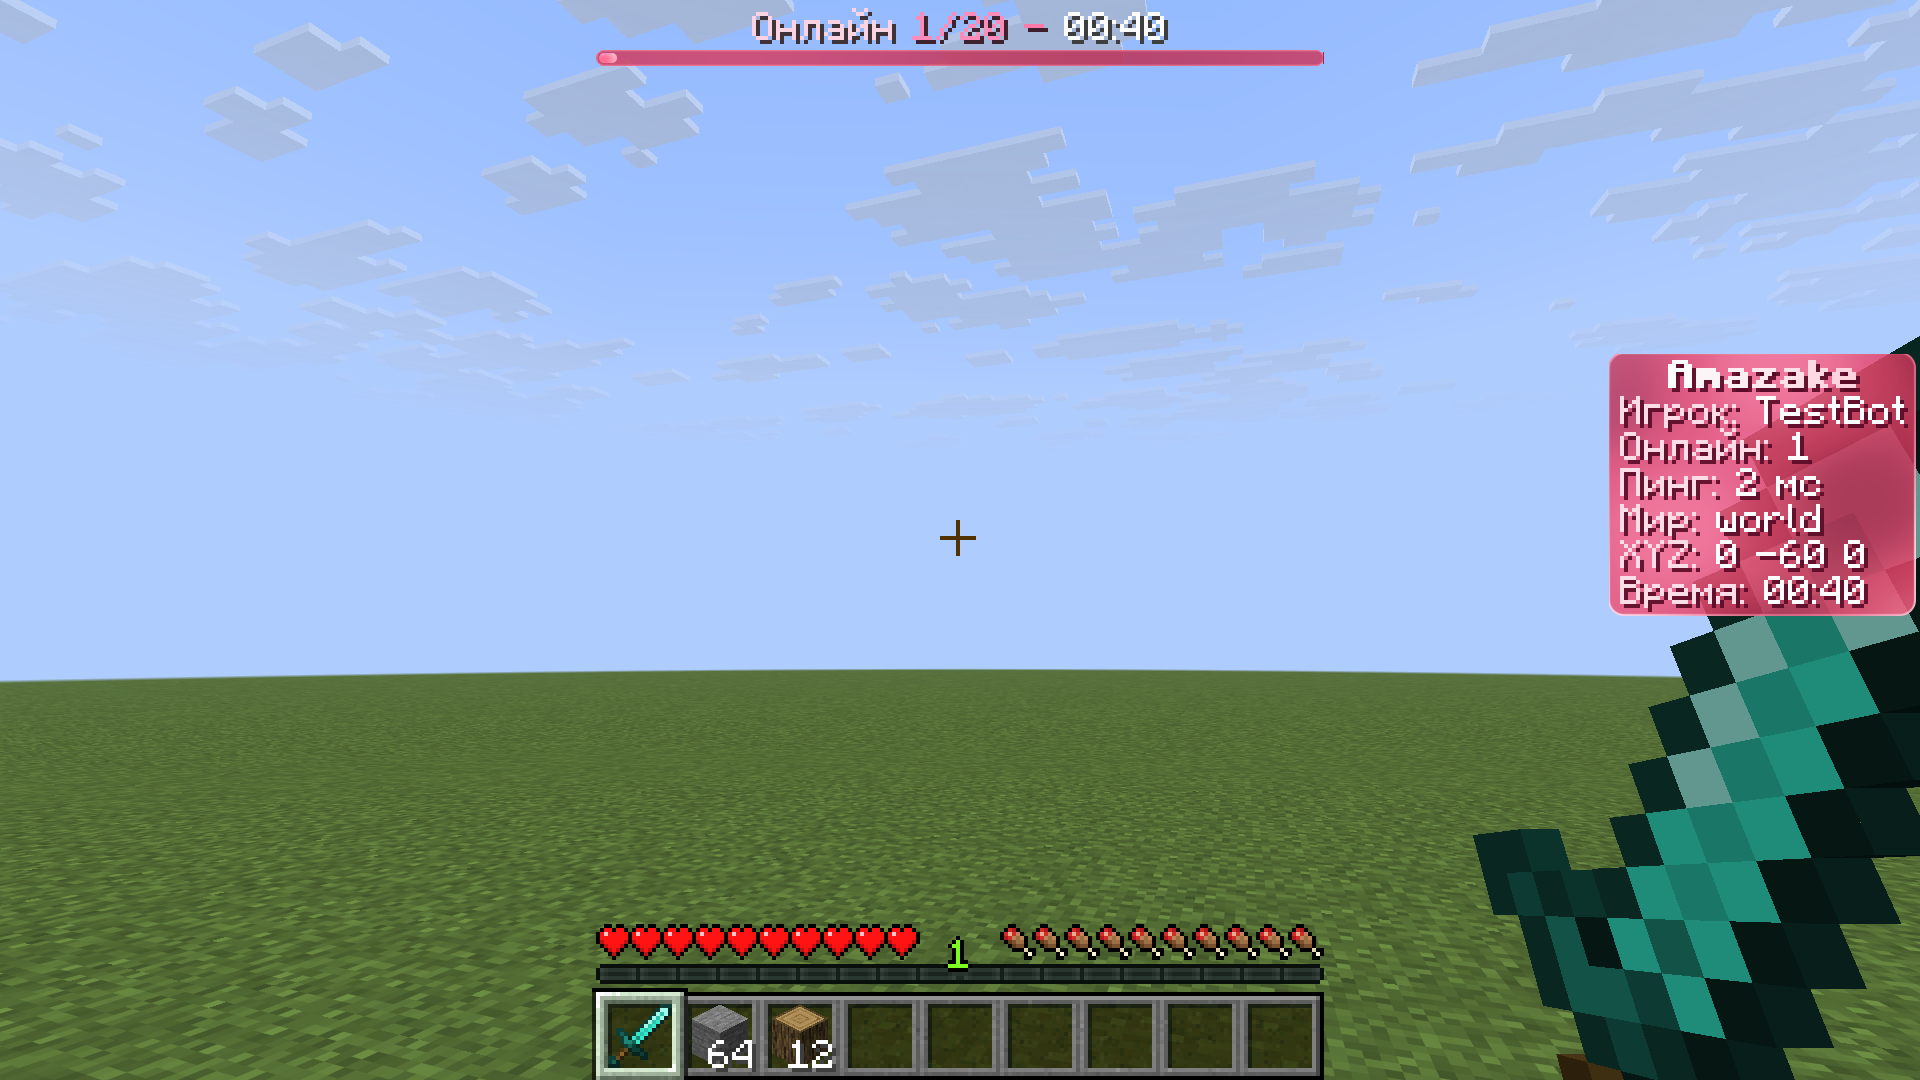 Онлайн 1/20 – 00:40
Amazake
Игрок: TestBot
Онлайн: 1
Пинг: 2 мс
Мир: world
XYZ: 0 -60 0
Время: 00:40
1
64 12